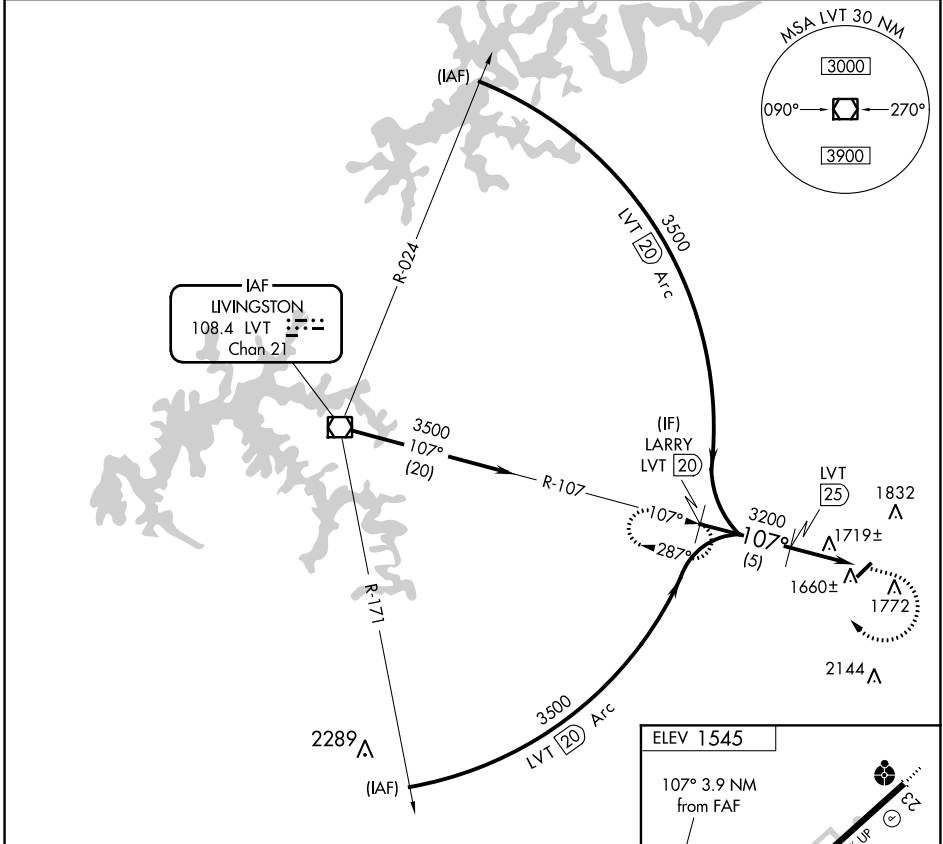 MSA LVT 30 NM
3000
090°
270°
3900
(IAF)
R-024
3500
LVT 20 Arc
IAF
LIVINGSTON
108.4 LVT
Chan 21
3500
107°
(20)
R-107
(IF)
LARRY
LVT 20
LVT
25
1832
107°
287°
3200
107°
(5)
1719±
1660±
1772
2144
R-171
3500
LVT 20 Arc
2289
(IAF)
ELEV 1545
107° 3.9 NM
from FAF
23
P
UP